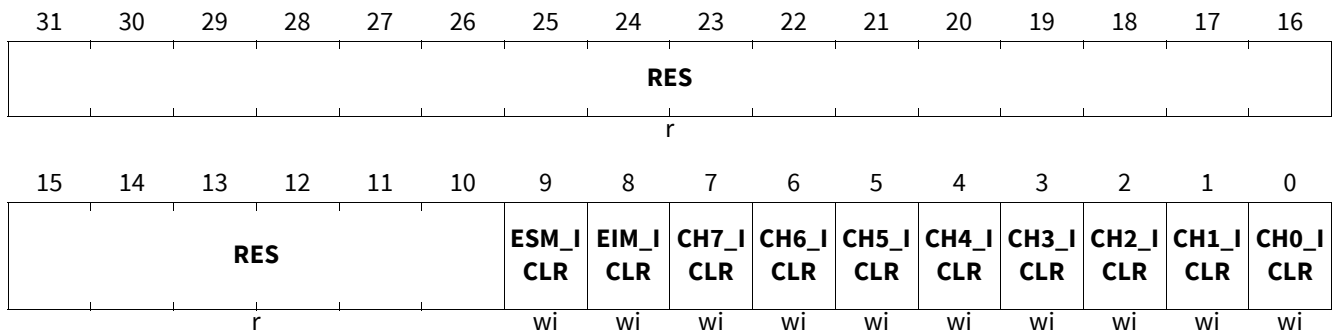 31 30 29 28 27 26 25 24 23 22 21 20 19 18 17 16
RES
r
15 14 13 12 11 10 9 8 7 6 5 4 3 2 1 0
RES
ESM_I EIM_I CH7_I CH6_I CH5_I CH4_I CH3_I CH2_I CH1_I CH0_I
CLR CLR CLR CLR CLR CLR CLR CLR CLR CLR
r wi wi wi wi wi wi wi wi wi wi